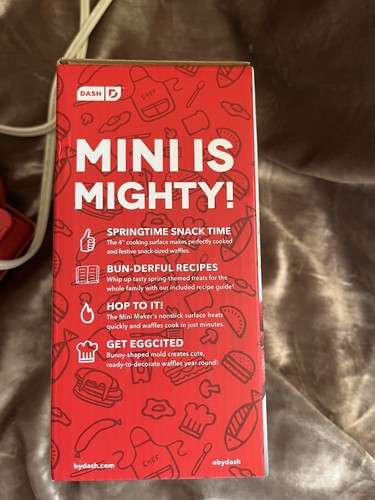 DASH
CHEF
MINI IS
MIGHTY!
SPRINGTIME SNACK TIME
The 4" cooking surface makes perfectly cooked
and festive snack-sized waffles.
BUN-DERFUL RECIPES
Whip up tasty spring-themed treats for the
whole family with our included recipe guide!
HOP TO IT!
The Mini Maker's nonstick surface heats
quickly and waffles cook in just minutes.
GET EGGCITED
Bunny-shaped mold creates cute,
ready-to-decorate waffles year round!
CHEF
bydash.com
@bydash